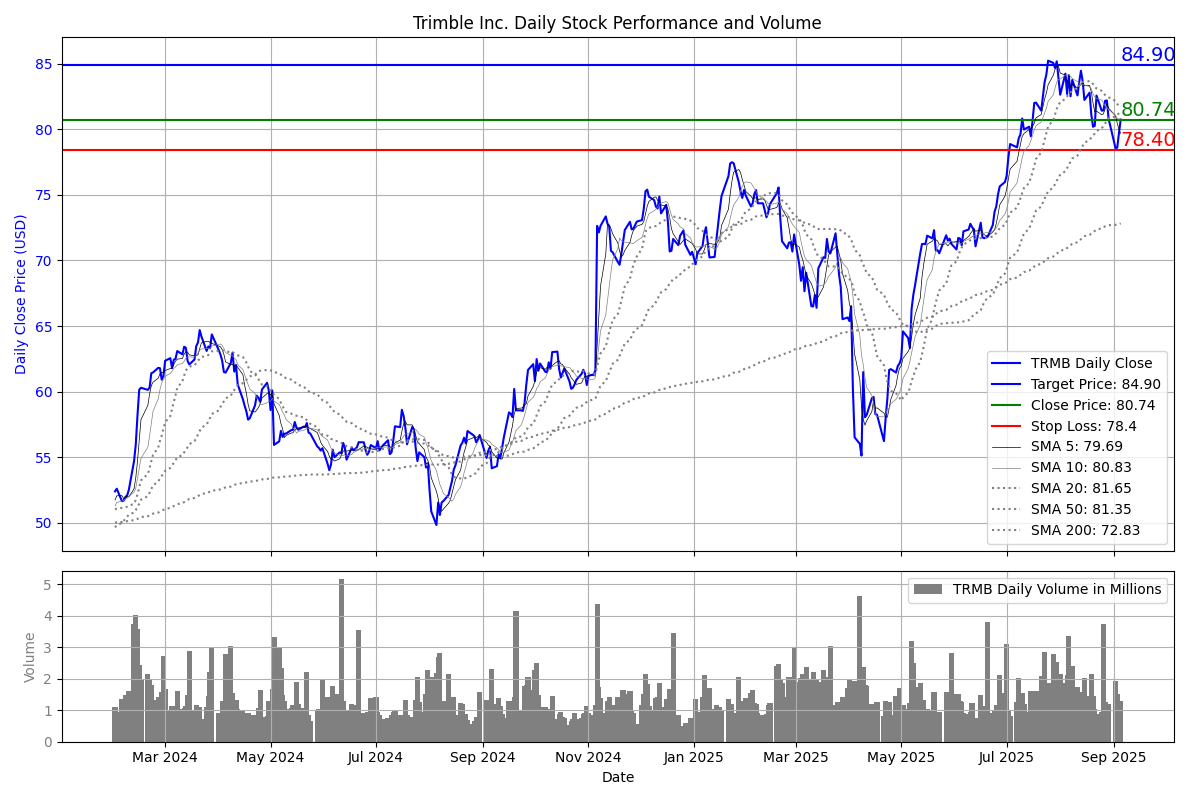 Trimble Inc. Daily Stock Performance and Volume
Daily Close Price (USD)
85
80
75
70
65
60
55
50
84.90
80.74
78.40
TRMB Daily Close
Target Price: 84.90
Close Price: 80.74
Stop Loss: 78.4
SMA 5: 79.69
SMA 10: 80.83
SMA 20: 81.65
SMA 50: 81.35
SMA 200: 72.83
Volume
5
4
3
2
1
0
TRMB Daily Volume in Millions
Mar 2024 May 2024 Jul 2024 Sep 2024 Nov 2024 Jan 2025 Mar 2025 May 2025 Jul 2025 Sep 2025
Date